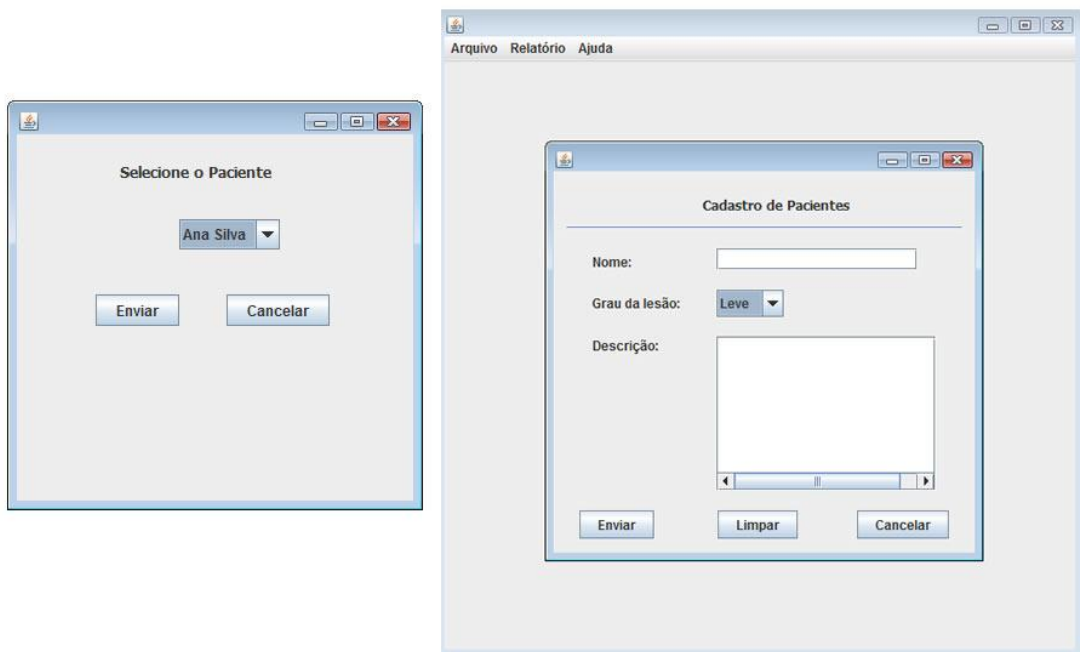 Selecione o Paciente
Ana Silva
Enviar Cancelar
Arquivo Relatório Ajuda
Cadastro de Pacientes
Nome:
Grau da lesão: Leve
Descrição:
Enviar Limpar Cancelar